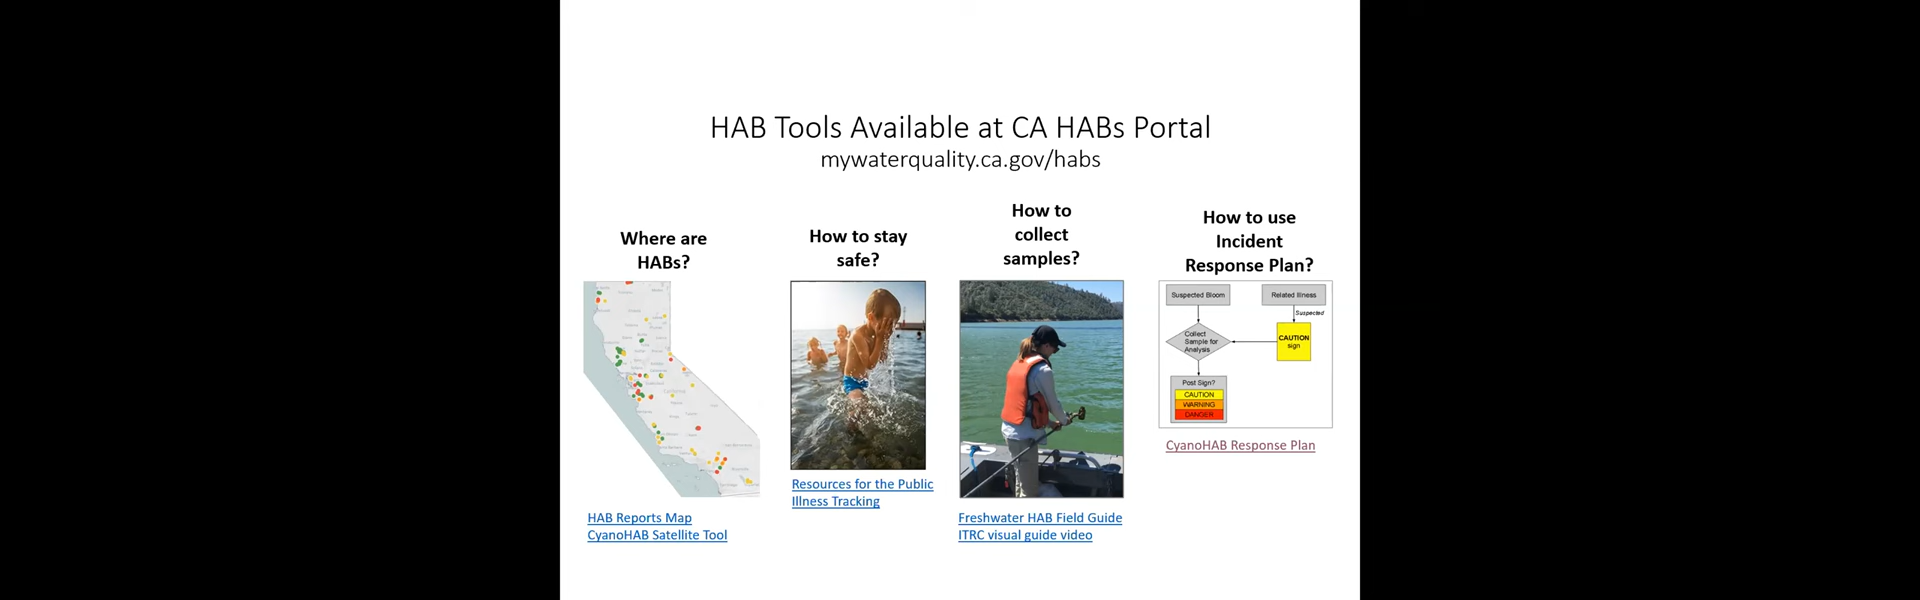 HAB Tools Available at CA HABs Portal
mywaterquality.ca.gov/habs
Where are
HABs?
HAB Reports Map
CyanoHAB Satellite Tool
How to stay
safe?
Resources for the Public
Illness Tracking
How to
collect
samples?
Freshwater HAB Field Guide
ITRC visual guide video
How to use
Incident
Response Plan?
Suspected Bloom
Related Illness
Suspected
Collect
Sample for
Analysis
CAUTION
sign
Post Sign?
CAUTION
WARNING
DANGER
CyanoHAB Response Plan